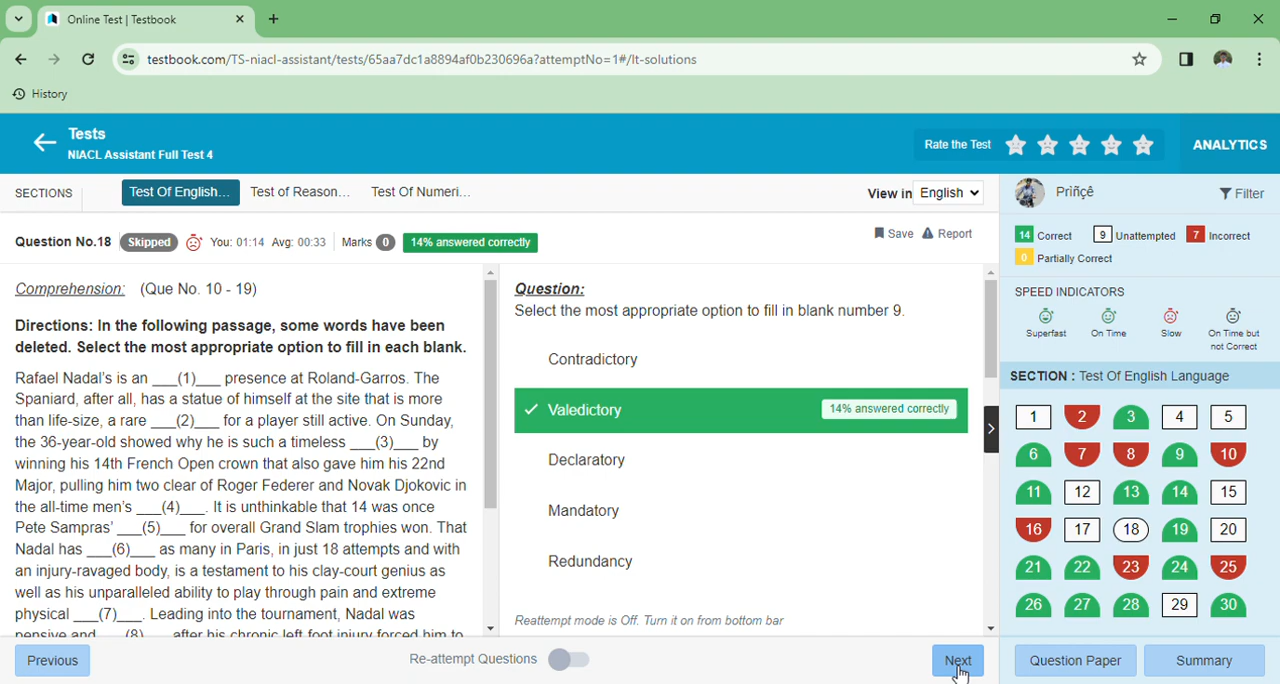 Online Test | Testbook
testbook.com/TS-niacl-assistant/tests/65aa7dc1a8894af0b230696a?attemptNo=1#/lt-solutions
History
Tests
NIACL Assistant Full Test 4
Rate the Test
ANALYTICS
SECTIONS
Test Of English...
Test of Reason...
Test Of Numeri...
View in English
Prïñçê
Filter
Question No.18 Skipped You: 01:14 Avg: 00:33 Marks 0 14% answered correctly
Save Report
14 Correct 9 Unattempted 7 Incorrect
0 Partially Correct
Comprehension: (Que No. 10 - 19)
Directions: In the following passage, some words have been
deleted. Select the most appropriate option to fill in each blank.
Rafael Nadal's is an ___(1)___ presence at Roland-Garros. The
Spaniard, after all, has a statue of himself at the site that is more
than life-size, a rare ___(2)___ for a player still active. On Sunday,
the 36-year-old showed why he is such a timeless ___(3)___ by
winning his 14th French Open crown that also gave him his 22nd
Major, pulling him two clear of Roger Federer and Novak Djokovic in
the all-time men's ___(4)___. It is unthinkable that 14 was once
Pete Sampras' ___(5)___ for overall Grand Slam trophies won. That
Nadal has ___(6)___ as many in Paris, in just 18 attempts and with
an injury-ravaged body, is a testament to his clay-court genius as
well as his unparalleled ability to play through pain and extreme
physical ___(7)___. Leading into the tournament, Nadal was
pensive and ___(8)___ after his chronic left foot injury forced him to
Question:
Select the most appropriate option to fill in blank number 9.
Contradictory
Valedictory 14% answered correctly
Declaratory
Mandatory
Redundancy
Reattempt mode is Off. Turn it on from bottom bar
SPEED INDICATORS
Superfast On Time Slow On Time but
not Correct
SECTION : Test Of English Language
1 2 3 4 5
6 7 8 9 10
11 12 13 14 15
16 17 18 19 20
21 22 23 24 25
26 27 28 29 30
Previous
Re-attempt Questions
Next
Question Paper
Summary